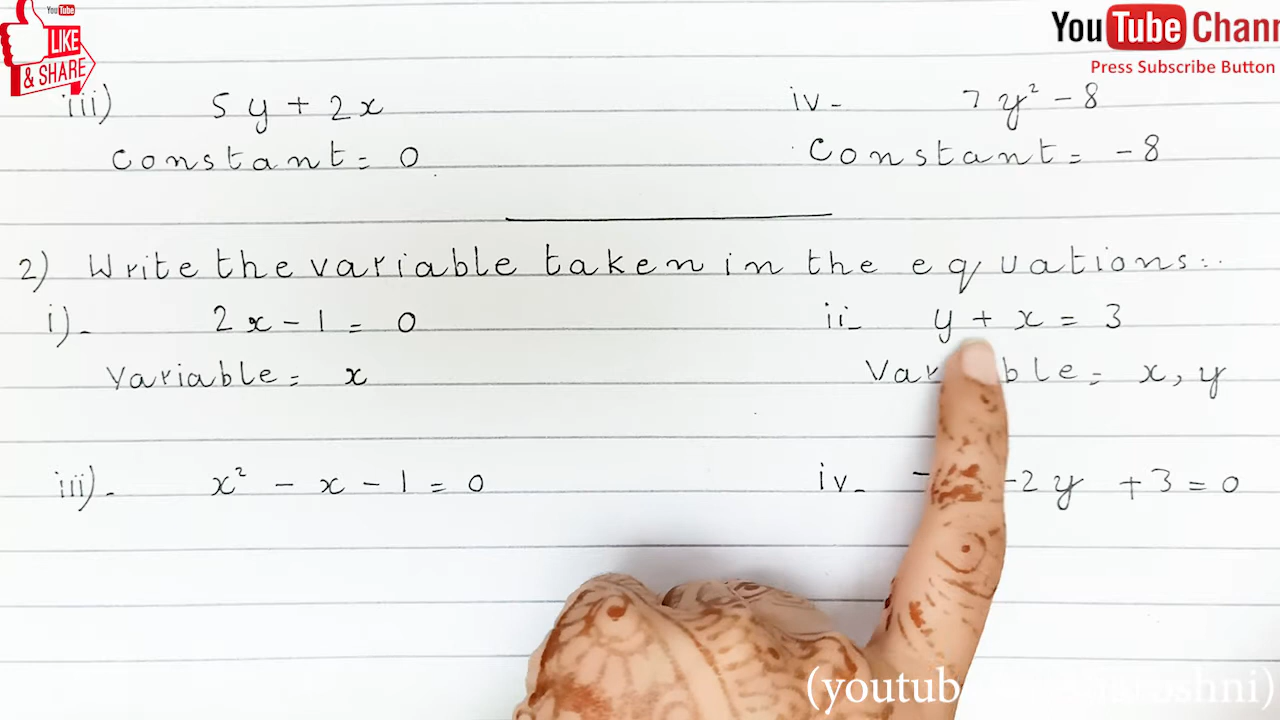 YouTube
LIKE
& SHARE
YouTube Chann
Press Subscribe Button
iii) 5y + 2x
Constant = 0
iv- 7y² - 8
Constant = -8
2) Write the variable taken in the equations:.
i)- 2x - 1 = 0
Variable = x
ii- y + x = 3
Var ble = x, y
iii)- x² - x - 1 = 0
iv- -2y + 3 = 0
(youtube